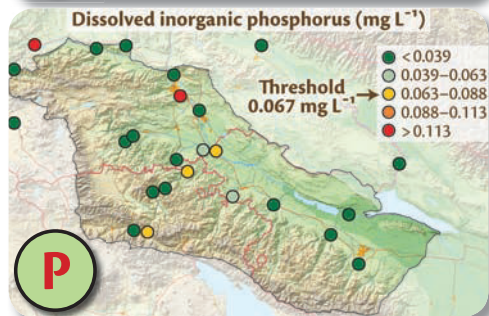 Dissolved inorganic phosphorus (mg L⁻¹)
< 0.039
0.039–0.063
Threshold
0.067 mg L⁻¹
0.063–0.088
0.088–0.113
> 0.113
P